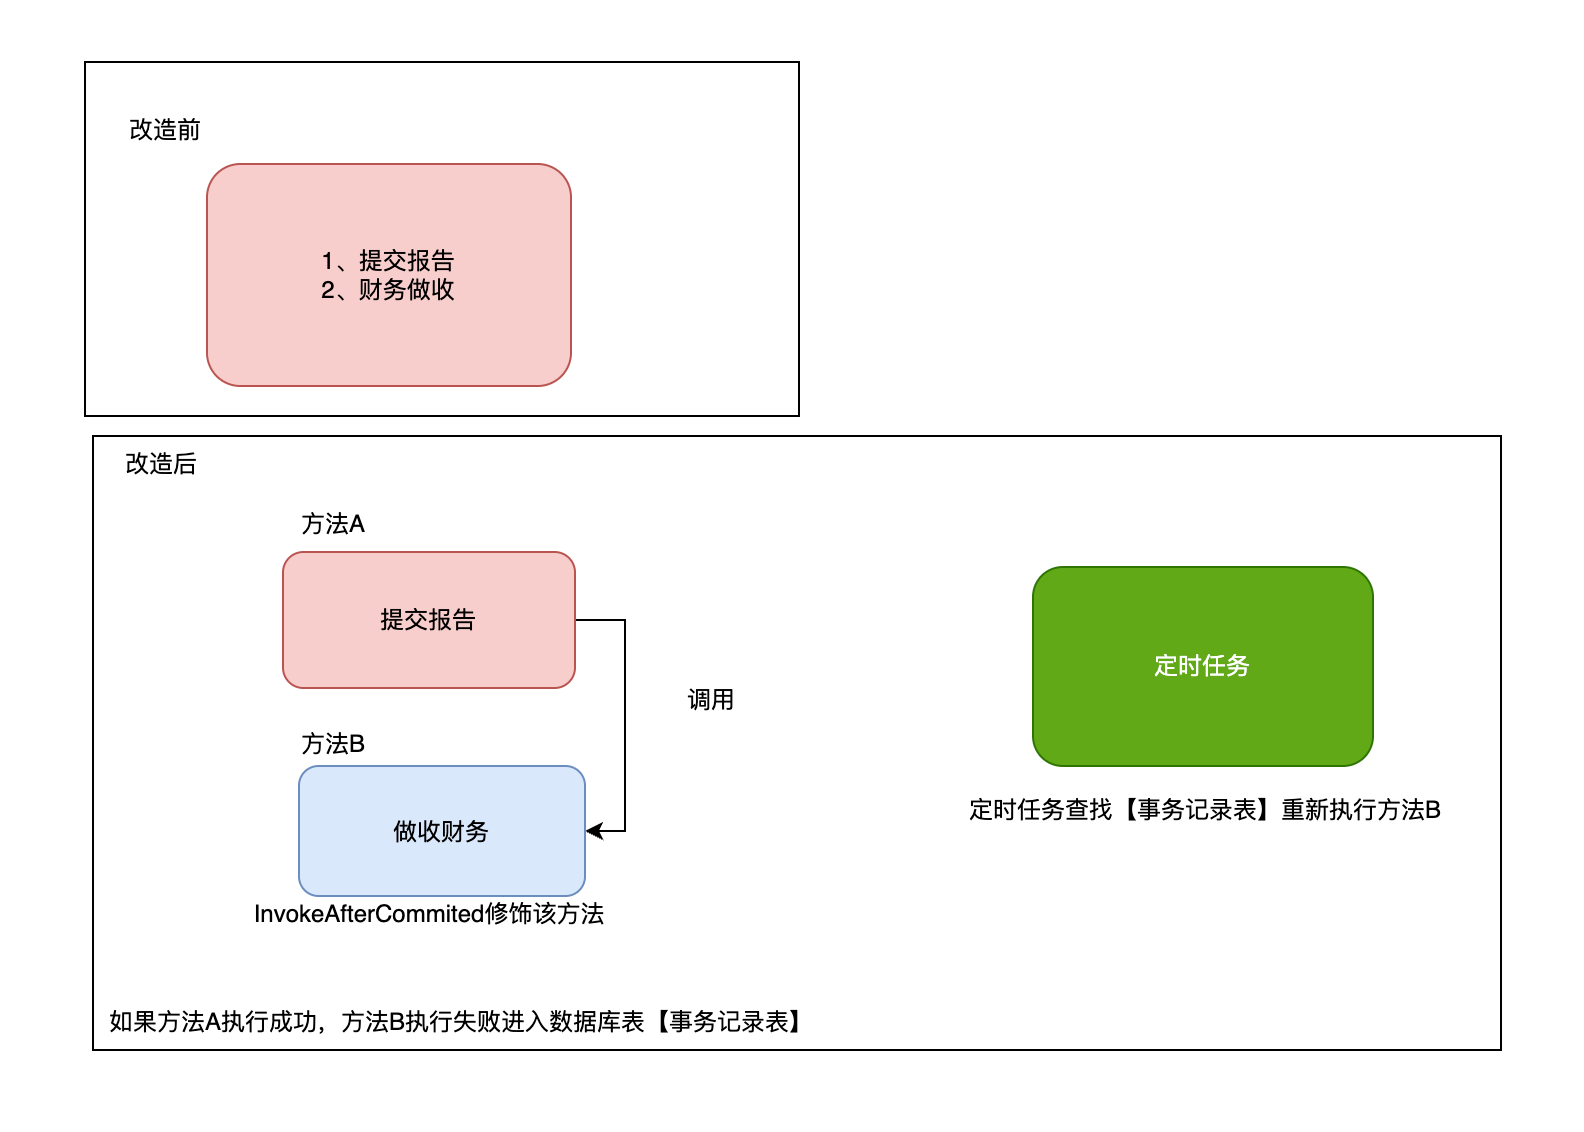 改造前
1、提交报告
2、财务做收
改造后
方法A
提交报告
调用
定时任务
方法B
做收财务
定时任务查找【事务记录表】重新执行方法B
InvokeAfterCommited修饰该方法
如果方法A执行成功，方法B执行失败进入数据库表【事务记录表】